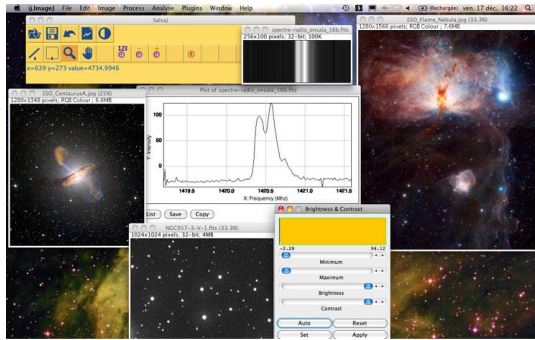 ij.ImageJ File Edit Image Process Analyse Plugins Window Help
(Rechargée) ven. 17 déc. 16:22
Salsaj
123
x=639 y=273 value=4734.9946
spectre-radio_onsala_16b.fits
256x100 pixels; 32-bit; 100K
ESO_Flame_Nebula.jpg (33.3%)
1280x1566 pixels; RGB Colour ; 7.6MB
ESO_CentaurusA.jpg (25%)
1280x1348 pixels; RGB Colour; 6.6MB
Plot of spectre-radio_onsala_16b.fits
Y: Intensity
100
50
0
1419.5 1420.0 1420.5 1421.0 1421.5
X: Frequency (Mhz)
List Save Copy
NGC957-3-V-1.fits (33.3%)
1024x1024 pixels; 32-bit; 4MB
Brightness & Contrast
-2.28 94.12
Minimum
Maximum
Brightness
Contrast
Auto Reset
Set Apply